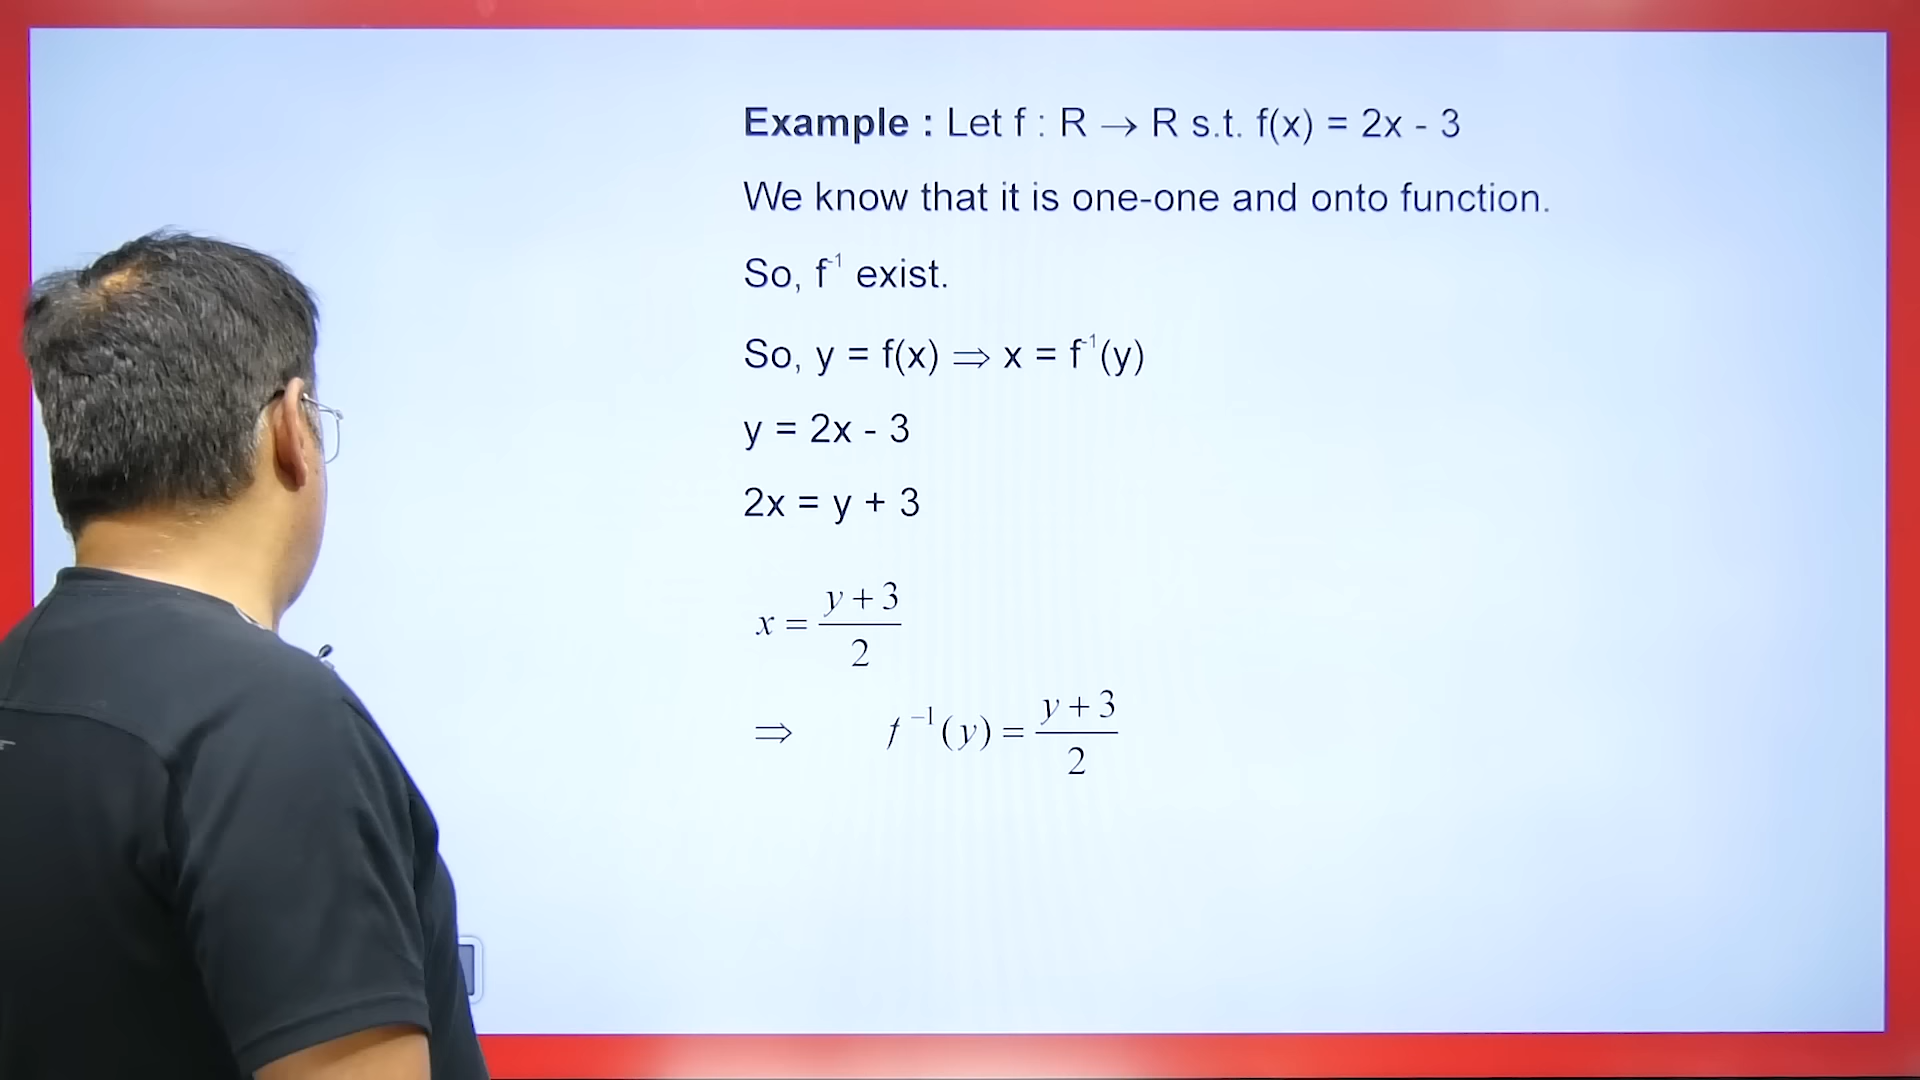 Example : Let f : R → R s.t. f(x) = 2x - 3
We know that it is one-one and onto function.
So, f⁻¹ exist.
So, y = f(x) ⇒ x = f⁻¹(y)
y = 2x - 3
2x = y + 3
x = (y + 3)/2
⇒ f⁻¹(y) = (y + 3)/2